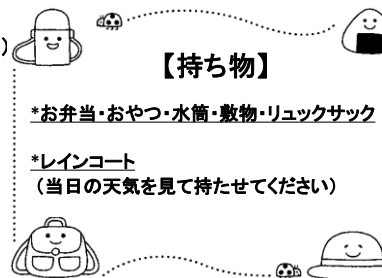 )
【持ち物】
*お弁当・おやつ・水筒・敷物・リュックサック
*レインコート
（当日の天気を見て持たせてください）